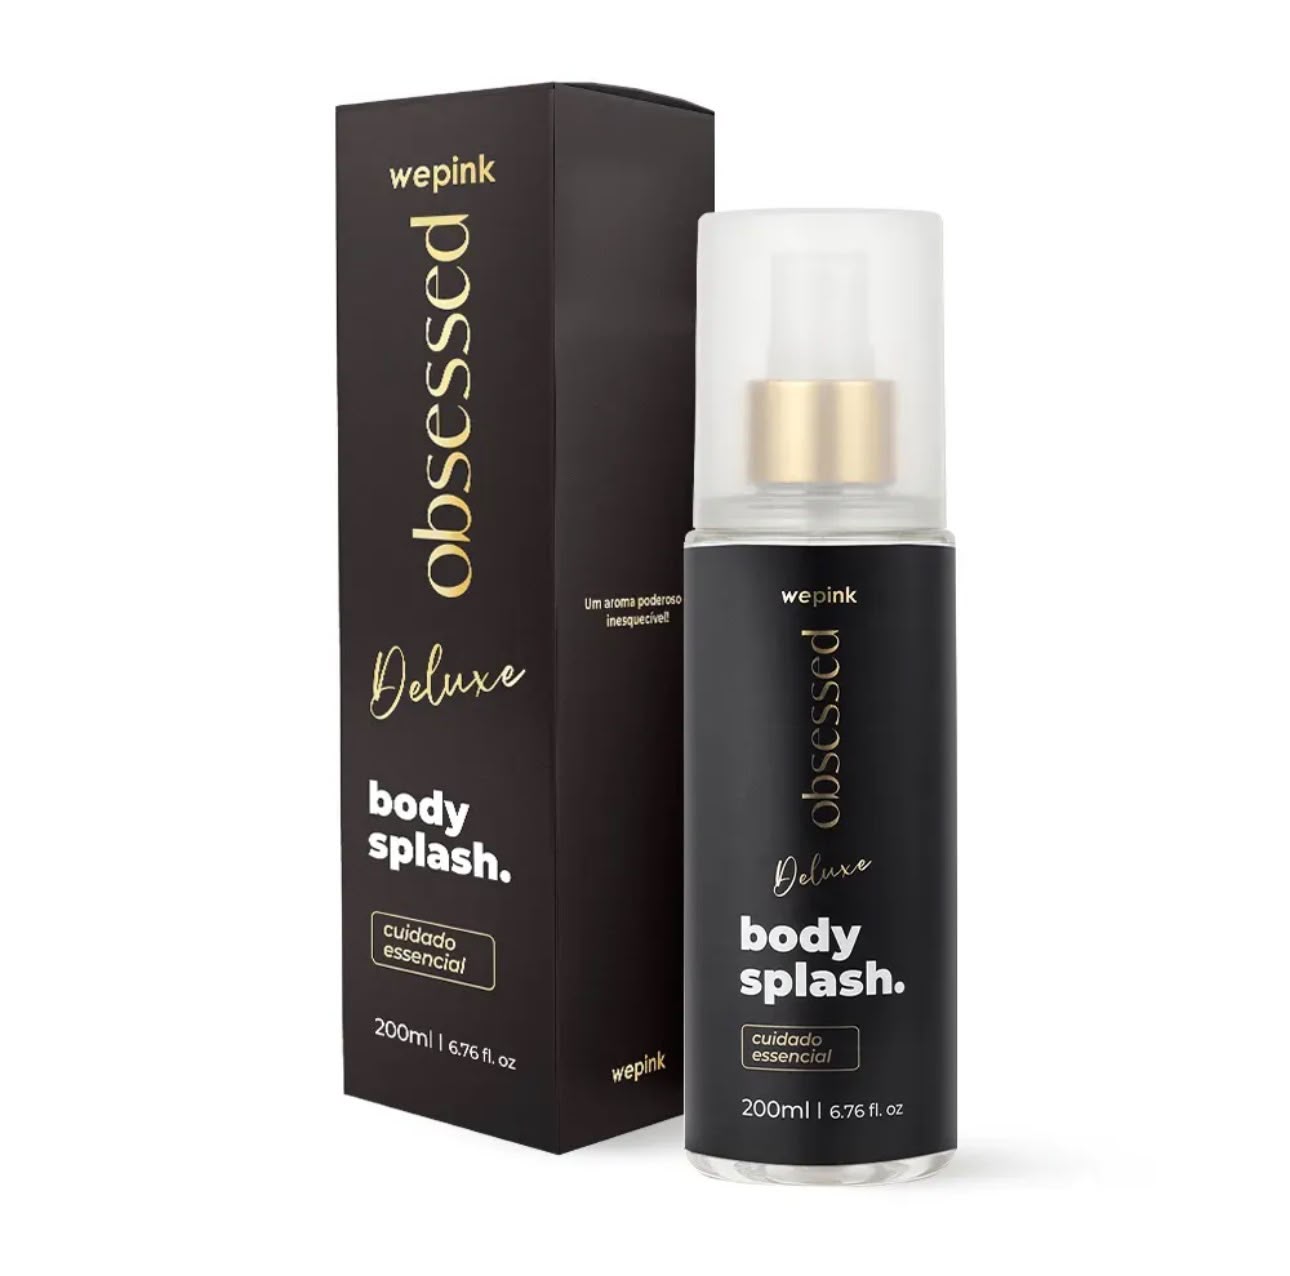 wepink
obsessed
Deluxe
body
splash.
cuidado
essencial
200ml | 6.76 fl. oz
Um aroma poderoso
inesquecível!
wepink
wepink
obsessed
Deluxe
body
splash.
cuidado
essencial
200ml | 6.76 fl. oz